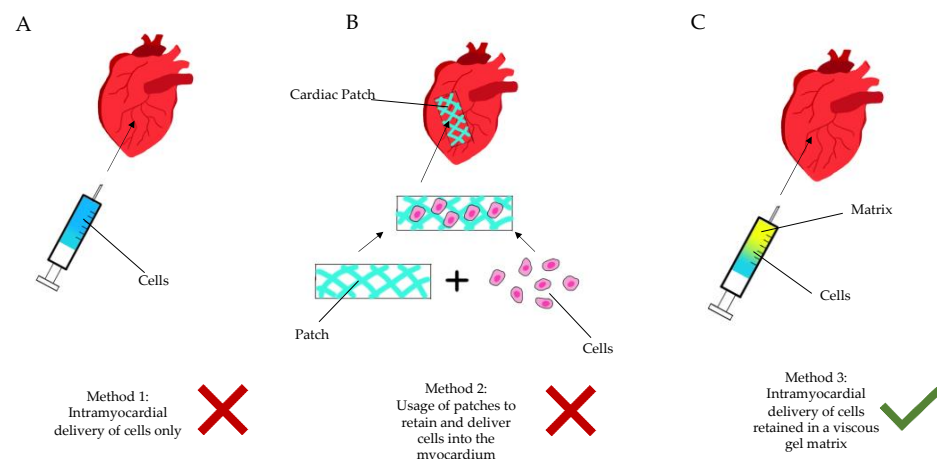 A
B
C
Cardiac Patch
Cells
Patch
Cells
Matrix
Cells
Method 1:
Intramyocardial
delivery of cells only
Method 2:
Usage of patches to
retain and deliver
cells into the
myocardium
Method 3:
Intramyocardial
delivery of cells
retained in a viscous
gel matrix